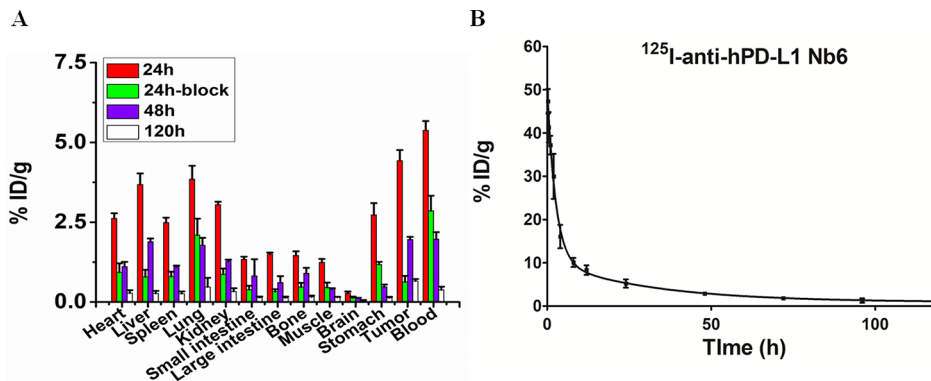 A
B
7.5
5.0
2.5
0.0
% ID/g
24h
24h-block
48h
120h
Heart
Liver
Spleen
Lung
Kidney
Small intestine
Large intestine
Bone
Muscle
Brain
Stomach
Tumor
Blood
¹²⁵I-anti-hPD-L1 Nb6
60
50
40
30
20
10
0
% ID/g
0
50
100
TIme (h)